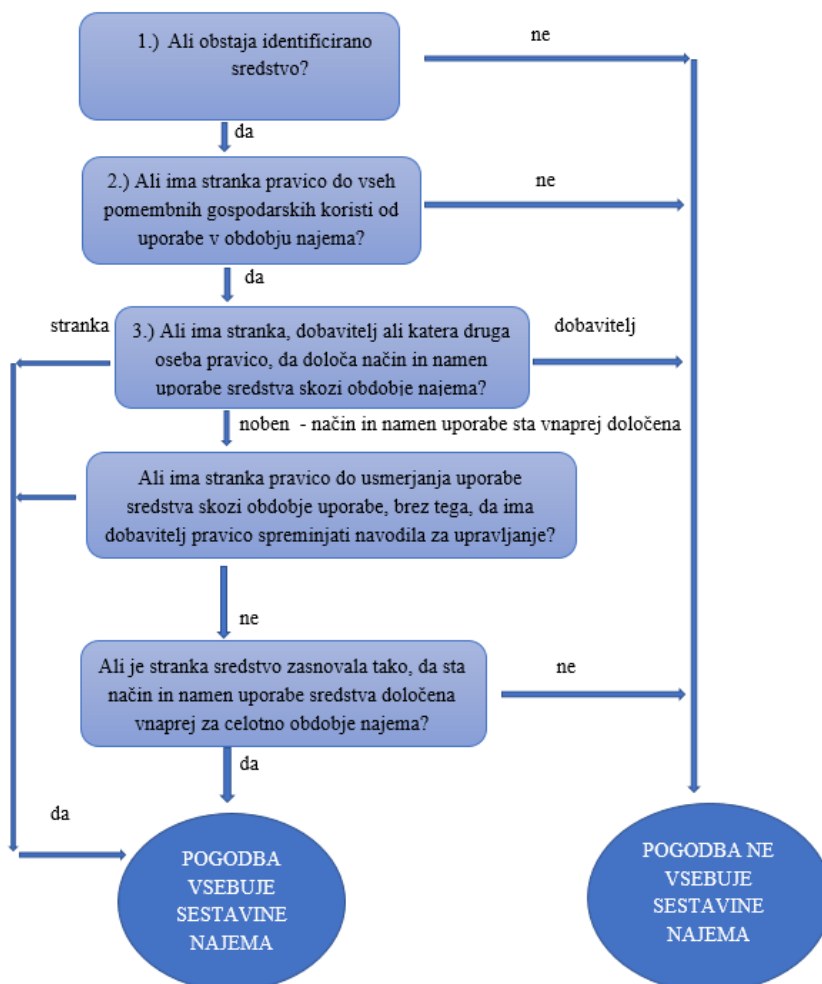 1.) Ali obstaja identificirano
sredstvo?
ne
da
2.) Ali ima stranka pravico do vseh
pomembnih gospodarskih koristi od
uporabe v obdobju najema?
ne
da
stranka
3.) Ali ima stranka, dobavitelj ali katera druga
oseba pravico, da določa način in namen
uporabe sredstva skozi obdobje najema?
dobavitelj
noben - način in namen uporabe sta vnaprej določena
Ali ima stranka pravico do usmerjanja uporabe
sredstva skozi obdobje uporabe, brez tega, da ima
dobavitelj pravico spreminjati navodila za upravljanje?
ne
Ali je stranka sredstvo zasnovala tako, da sta
način in namen uporabe sredstva določena
vnaprej za celotno obdobje najema?
ne
da
da
POGODBA
VSEBUJE
SESTAVINE
NAJEMA
POGODBA NE
VSEBUJE
SESTAVINE
NAJEMA